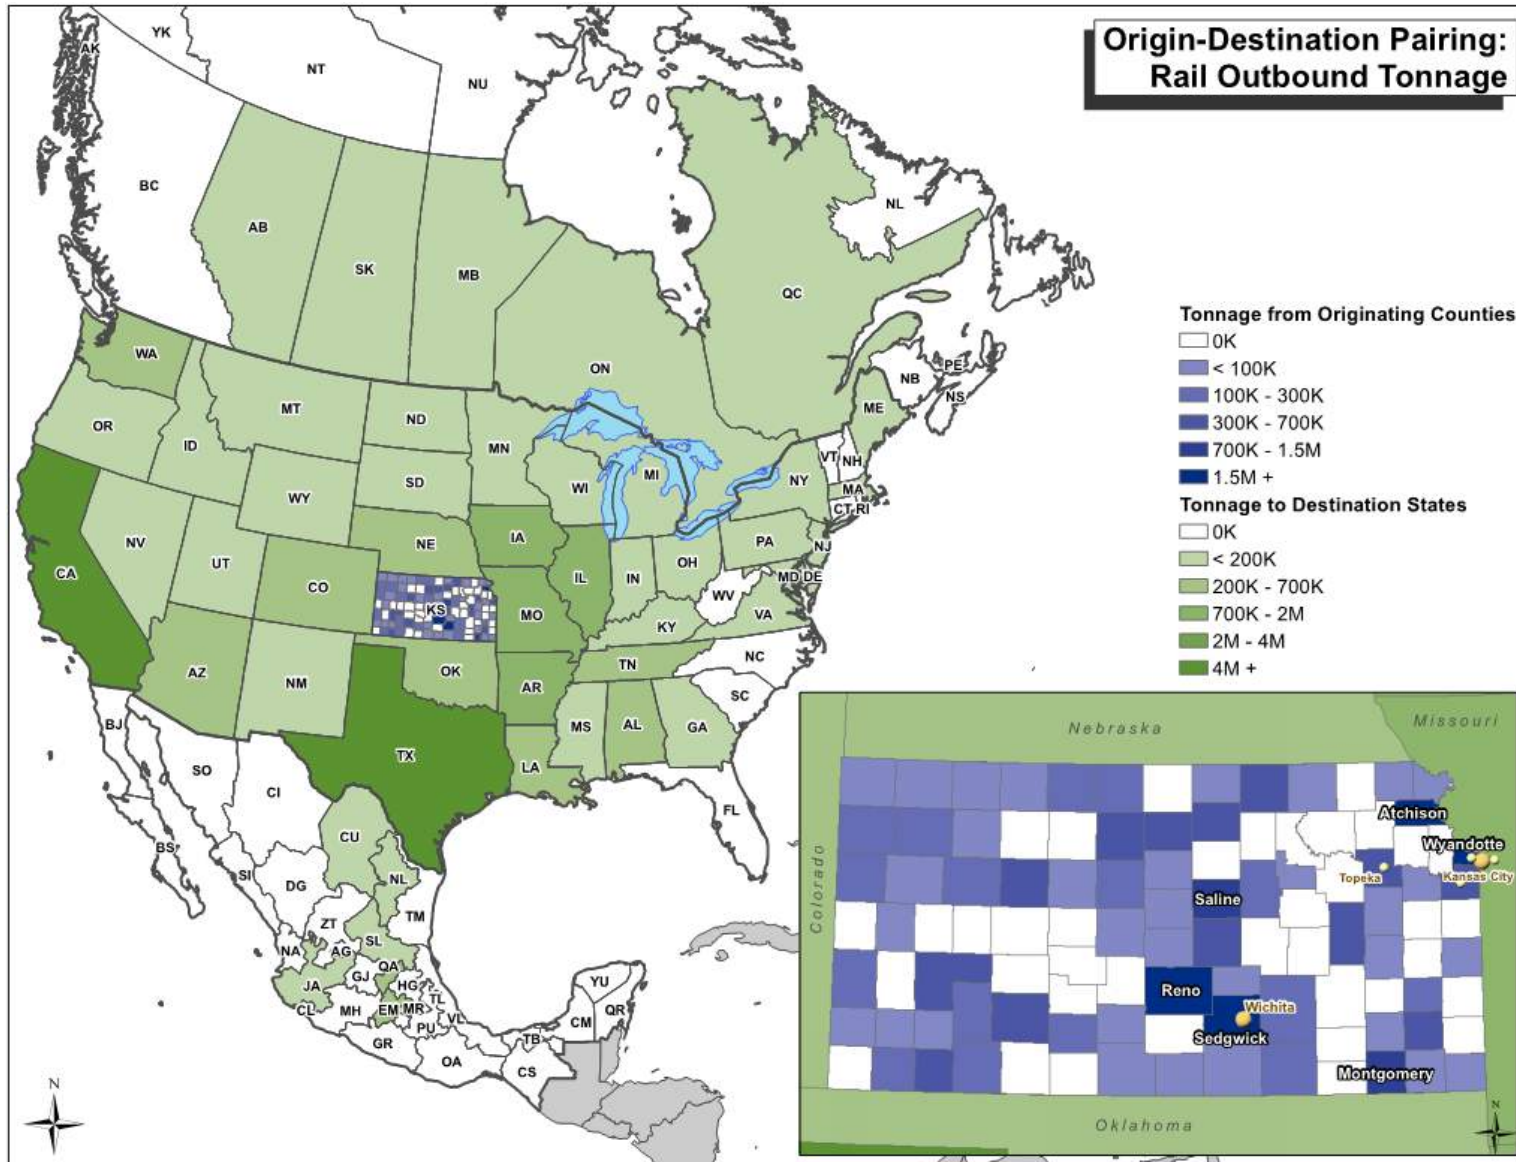 Origin-Destination Pairing:
Rail Outbound Tonnage
YK
AK
NT
NU
BC
AB
SK
MB
NL
QC
ON
PE
NB
NS
WA
MT
ND
ME
OR
ID
MN
VT
NH
SD
WI
MI
NY
MA
WY
CT RI
NV
UT
NE
IA
PA
NJ
CA
CO
IL
IN
OH
MD DE
KS
MO
WV
VA
KY
AZ
NM
OK
AR
TN
NC
SC
MS
AL
GA
BJ
SO
TX
LA
CI
FL
CU
BS
SI
DG
NL
ZT
TM
NA
AG
SL
JA
GJ
QA
HG
YU
CL
MH
EM
MR
TL
PU
VL
QR
GR
TB
CM
OA
CS
N
Tonnage from Originating Counties
0K
< 100K
100K - 300K
300K - 700K
700K - 1.5M
1.5M +
Tonnage to Destination States
0K
< 200K
200K - 700K
700K - 2M
2M - 4M
4M +
Nebraska
Missouri
Colorado
Atchison
Wyandotte
Topeka
Kansas City
Saline
Reno
Wichita
Sedgwick
Montgomery
Oklahoma
N